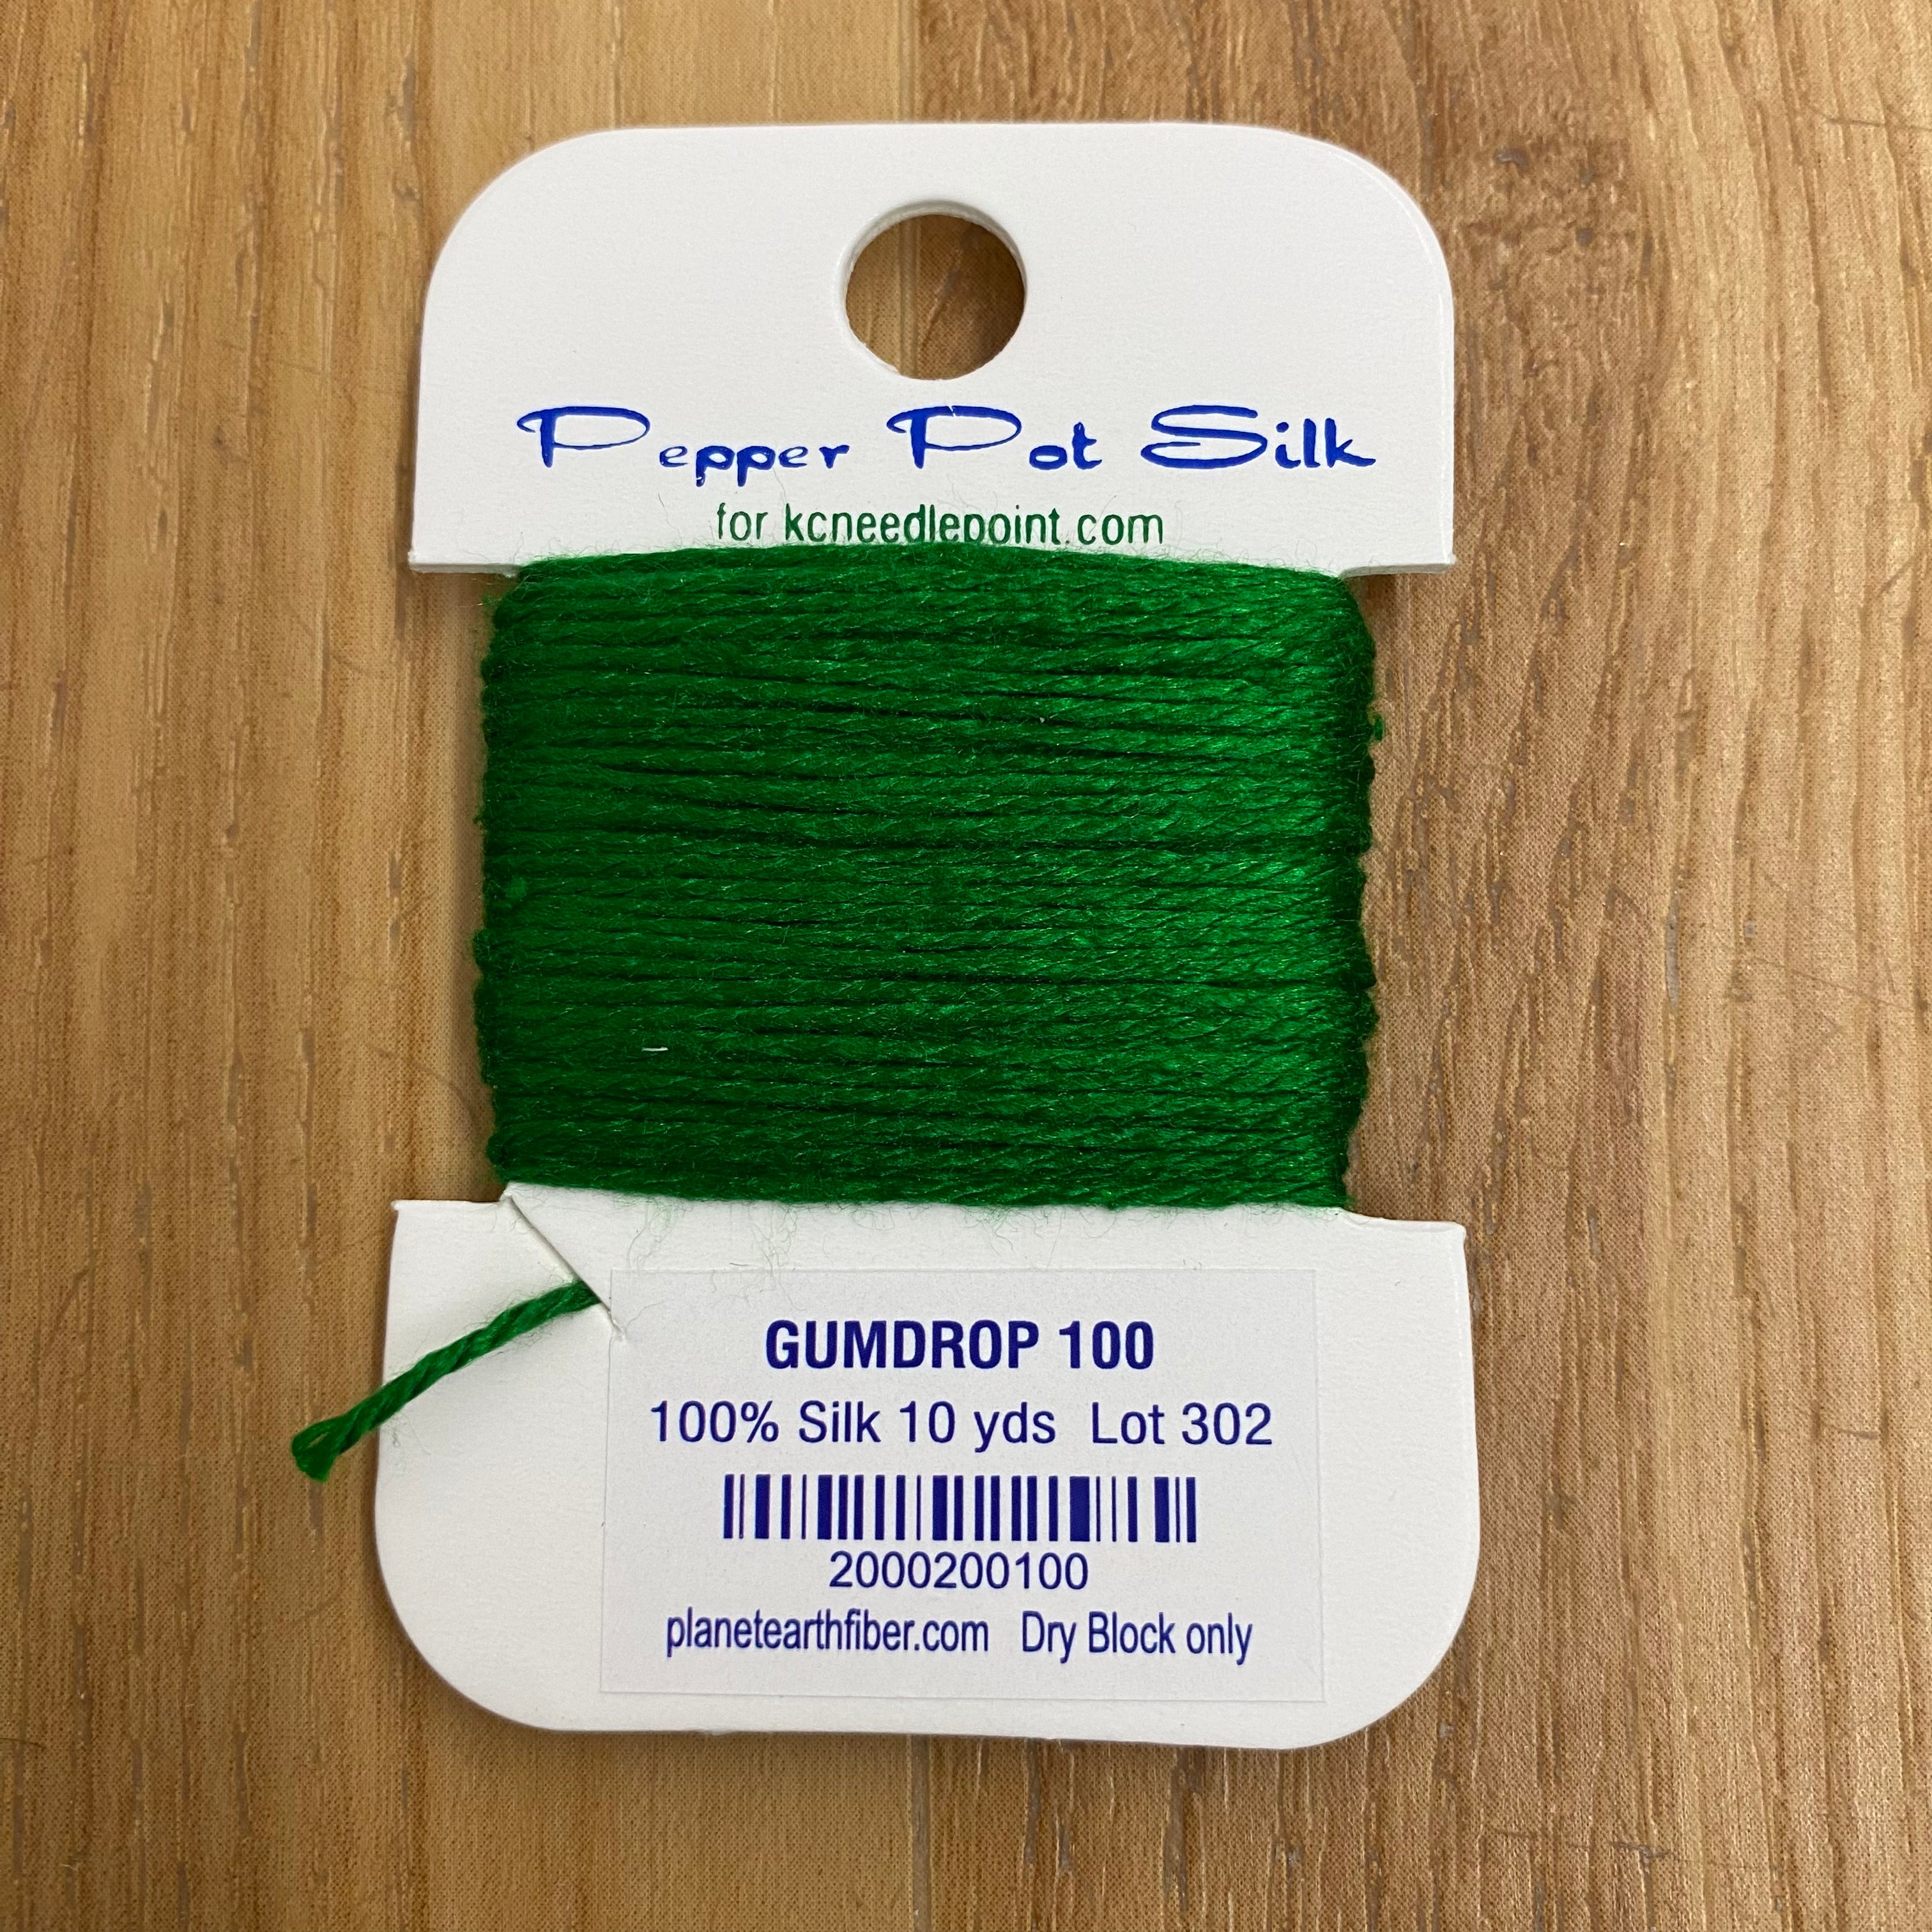 Pepper Pot Silk
for kcneedlepoint.com
GUMDROP 100
100% Silk 10 yds Lot 302
2000200100
planetearthfiber.com Dry Block only